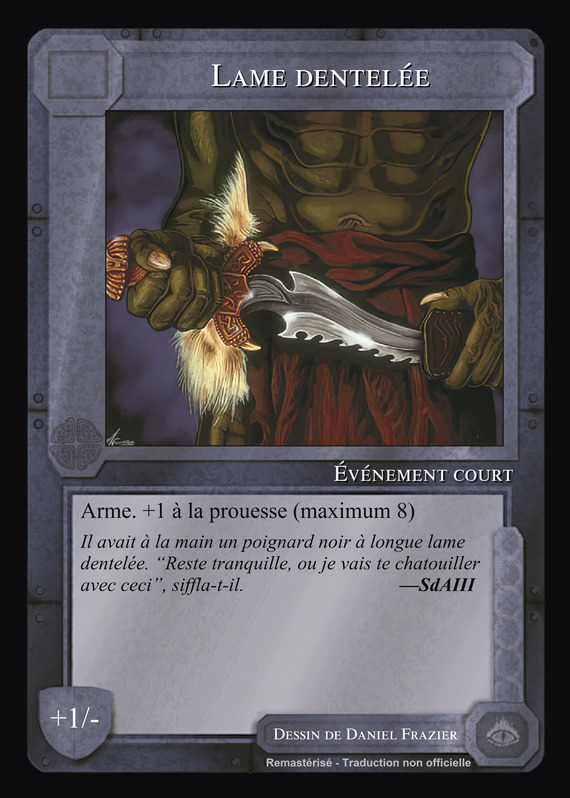 Lame dentelée
Événement court
Arme. +1 à la prouesse (maximum 8)
Il avait à la main un poignard noir à longue lame
dentelée. “Reste tranquille, ou je vais te chatouiller
avec ceci”, siffla-t-il. —SdAIII
+1/-
Dessin de Daniel Frazier
Remastérisé - Traduction non officielle